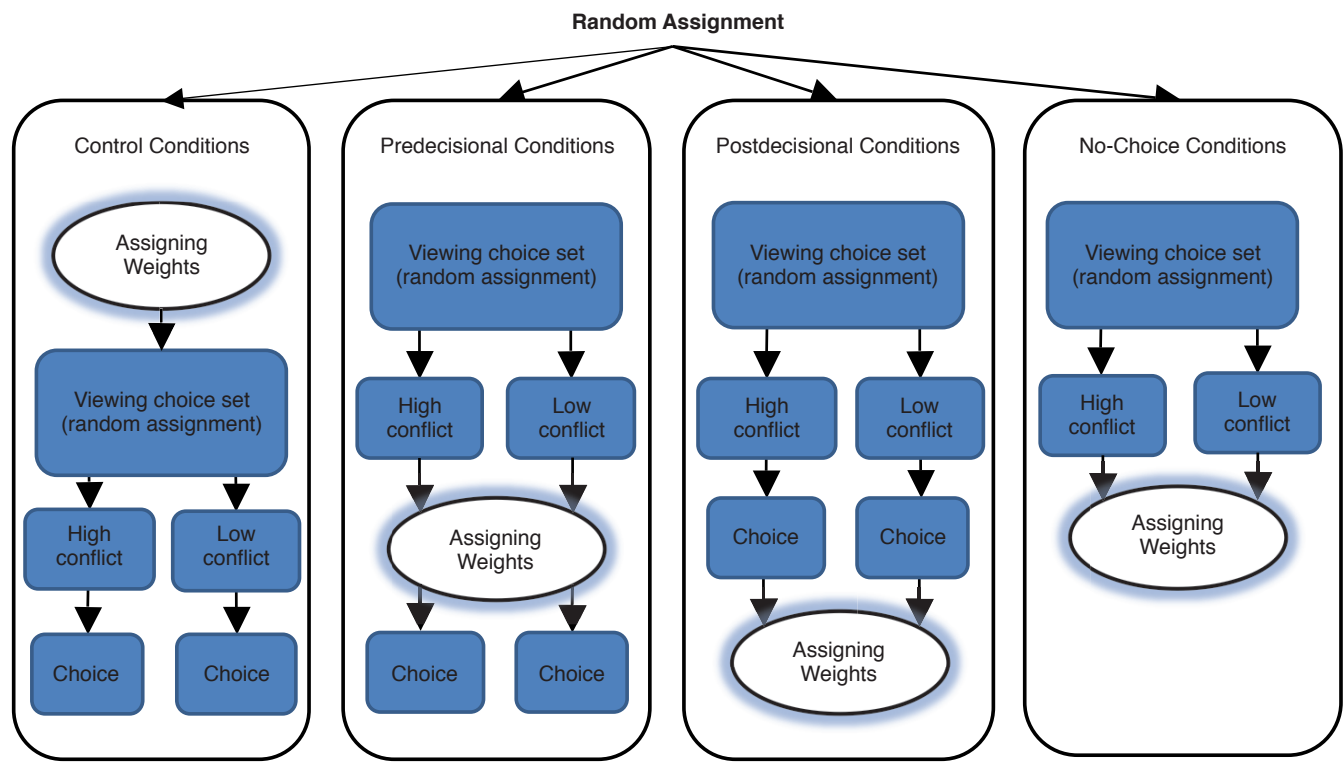 Random Assignment
Control Conditions
Assigning
Weights
Viewing choice set
(random assignment)
High
conflict
Low
conflict
Choice
Choice
Predecisional Conditions
Viewing choice set
(random assignment)
High
conflict
Low
conflict
Assigning
Weights
Choice
Choice
Postdecisional Conditions
Viewing choice set
(random assignment)
High
conflict
Low
conflict
Choice
Choice
Assigning
Weights
No-Choice Conditions
Viewing choice set
(random assignment)
High
conflict
Low
conflict
Assigning
Weights